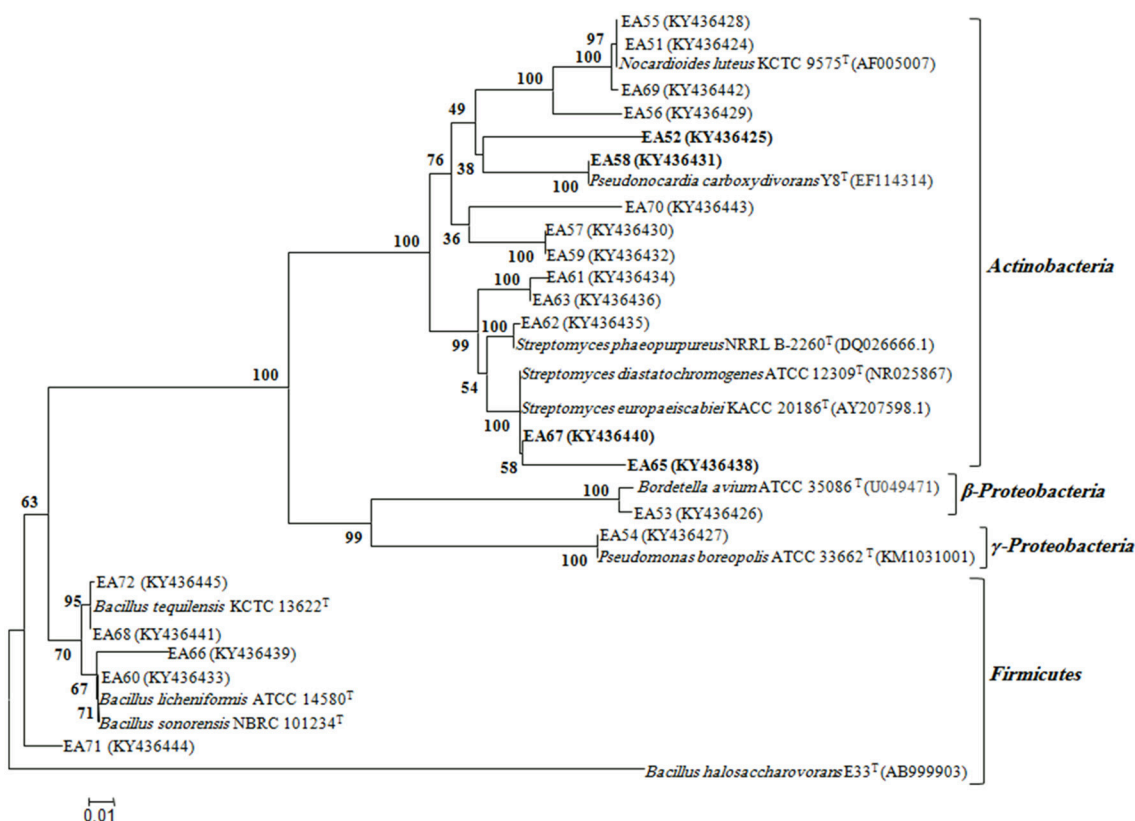 EA55 (KY436428)
97
EA51 (KY436424)
100
Nocardioides luteus KCTC 9575T (AF005007)
100
EA69 (KY436442)
49
EA56 (KY436429)
EA52 (KY436425)
76
EA58 (KY436431)
38
100
Pseudonocardia carboxydivorans Y8T (EF114314)
EA70 (KY436443)
EA57 (KY436430)
36
100
EA59 (KY436432)
100
Actinobacteria
EA61 (KY436434)
100
EA63 (KY436436)
EA62 (KY436435)
100
99
Streptomyces phaeopurpureus NRRL B-2260T (DQ026666.1)
Streptomyces diastatochromogenes ATCC 12309T (NR025867)
100
54
Streptomyces europaeiscabiei KACC 20186T (AY207598.1)
100
EA67 (KY436440)
58
EA65 (KY436438)
63
100
Bordetella avium ATCC 35086T (U049471)
β-Proteobacteria
EA53 (KY436426)
99
EA54 (KY436427)
γ-Proteobacteria
100
Pseudomonas boreopolis ATCC 33662T (KM1031001)
EA72 (KY436445)
95
Bacillus tequilensis KCTC 13622T
EA68 (KY436441)
70
EA66 (KY436439)
EA60 (KY436433)
Firmicutes
67
Bacillus licheniformis ATCC 14580T
71
Bacillus sonorensis NBRC 101234T
EA71 (KY436444)
Bacillus halosaccharovorans E33T (AB999903)
0.01